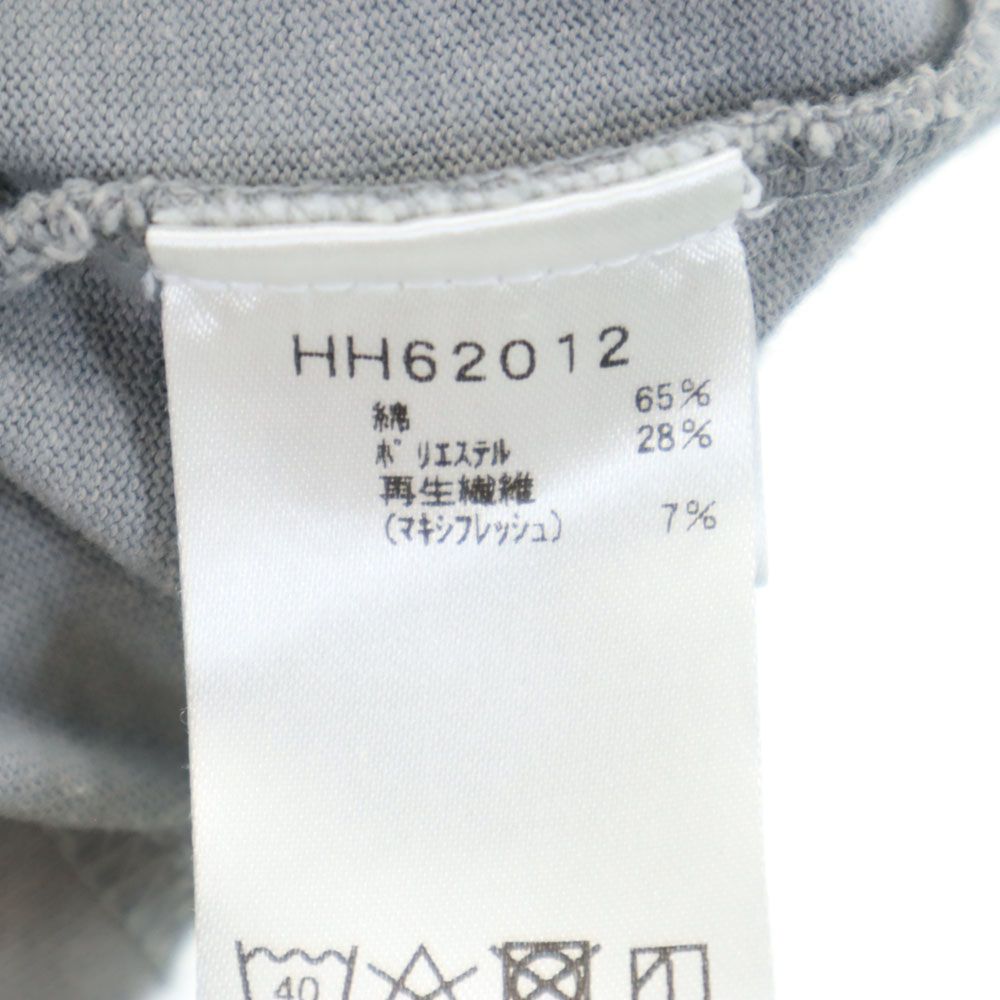 HH62012
綿 65%
ポリエステル 28%
再生繊維
(マキシフレッシュ) 7%
40